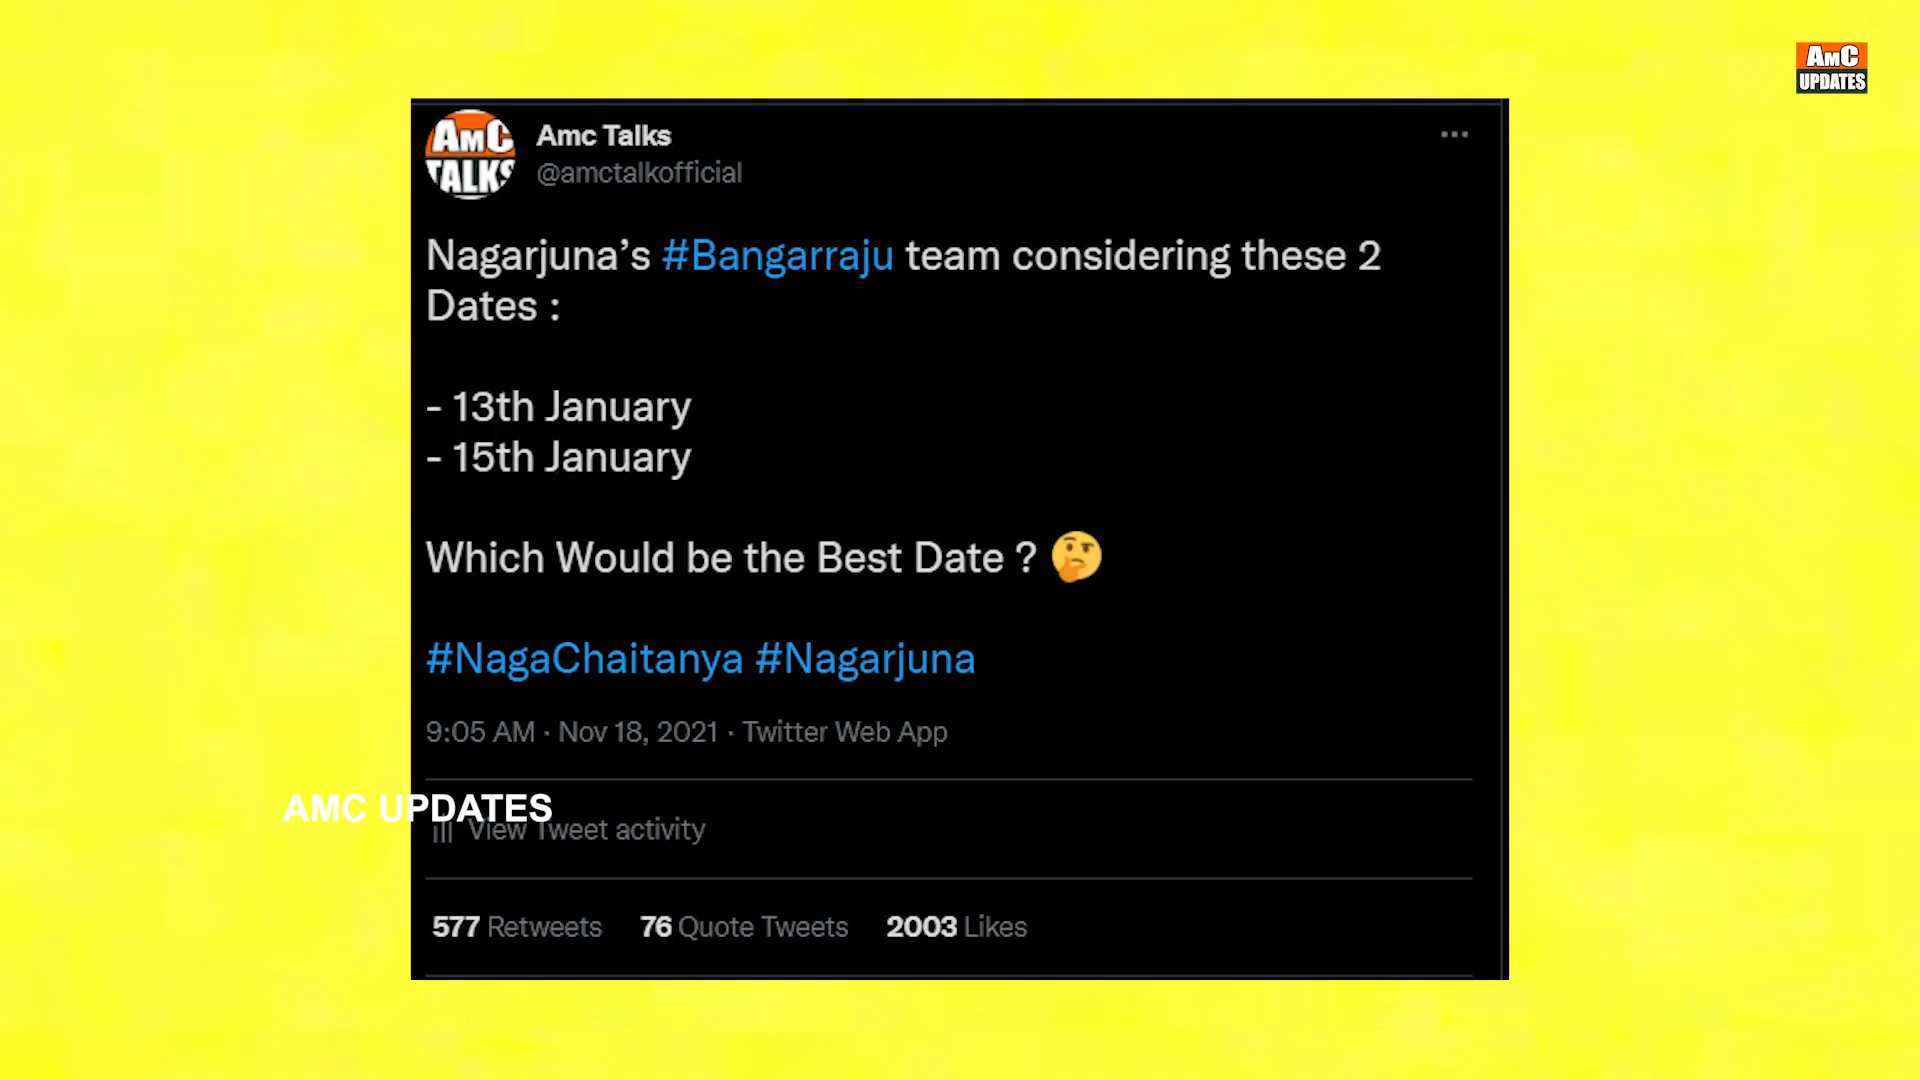 AMC
UPDATES
AMC
TALKS
Amc Talks
@amctalkofficial
Nagarjuna’s #Bangarraju team considering these 2
Dates :
- 13th January
- 15th January
Which Would be the Best Date ? 🤔
#NagaChaitanya #Nagarjuna
9:05 AM · Nov 18, 2021 · Twitter Web App
AMC UPDATES
View Tweet activity
577 Retweets 76 Quote Tweets 2003 Likes